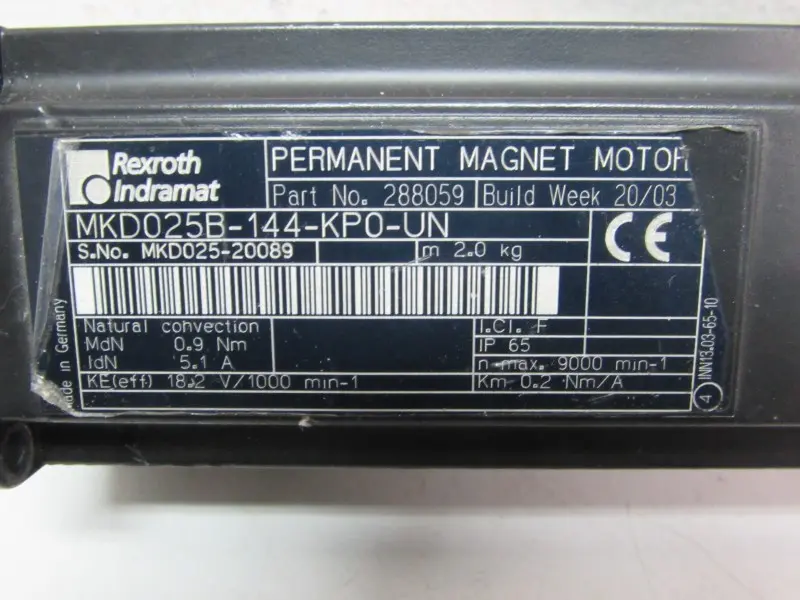 Rexroth
Indramat
PERMANENT MAGNET MOTOR
Part No. 288059 Build Week 20/03
MKD025B-144-KP0-UN
S.No. MKD025-20089 m 2.0 kg
CE
Natural convection I.Cl. F
MdN 0.9 Nm IP 65
IdN 5.1 A n-max. 9000 min-1
KE(eff) 18.2 V/1000 min-1 Km 0.2 Nm/A
in Germany
4 INN13.03-65-10